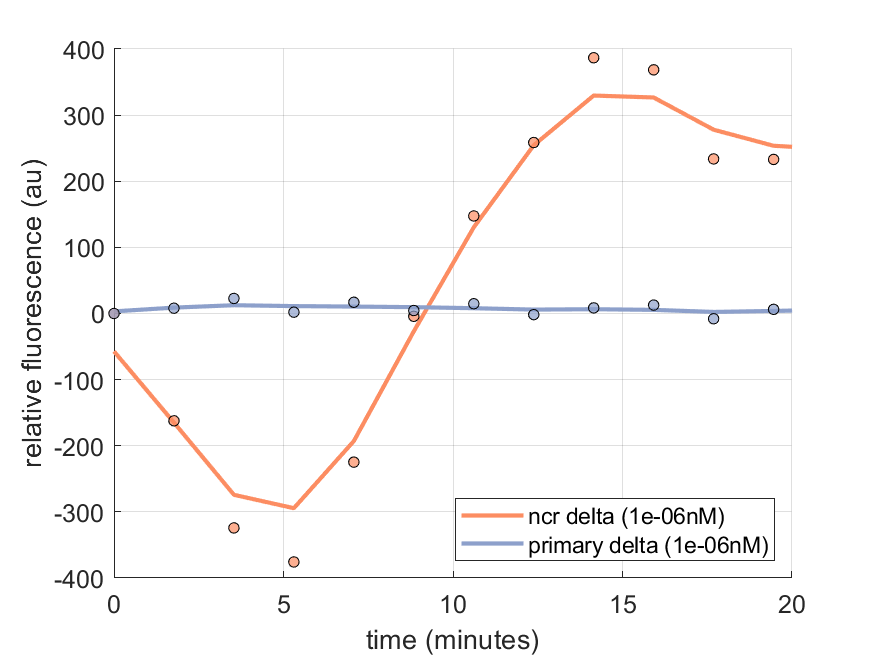 relative fluorescence (au)
400
300
200
100
0
-100
-200
-300
-400
0 5 10 15 20
time (minutes)
ncr delta (1e-06nM)
primary delta (1e-06nM)